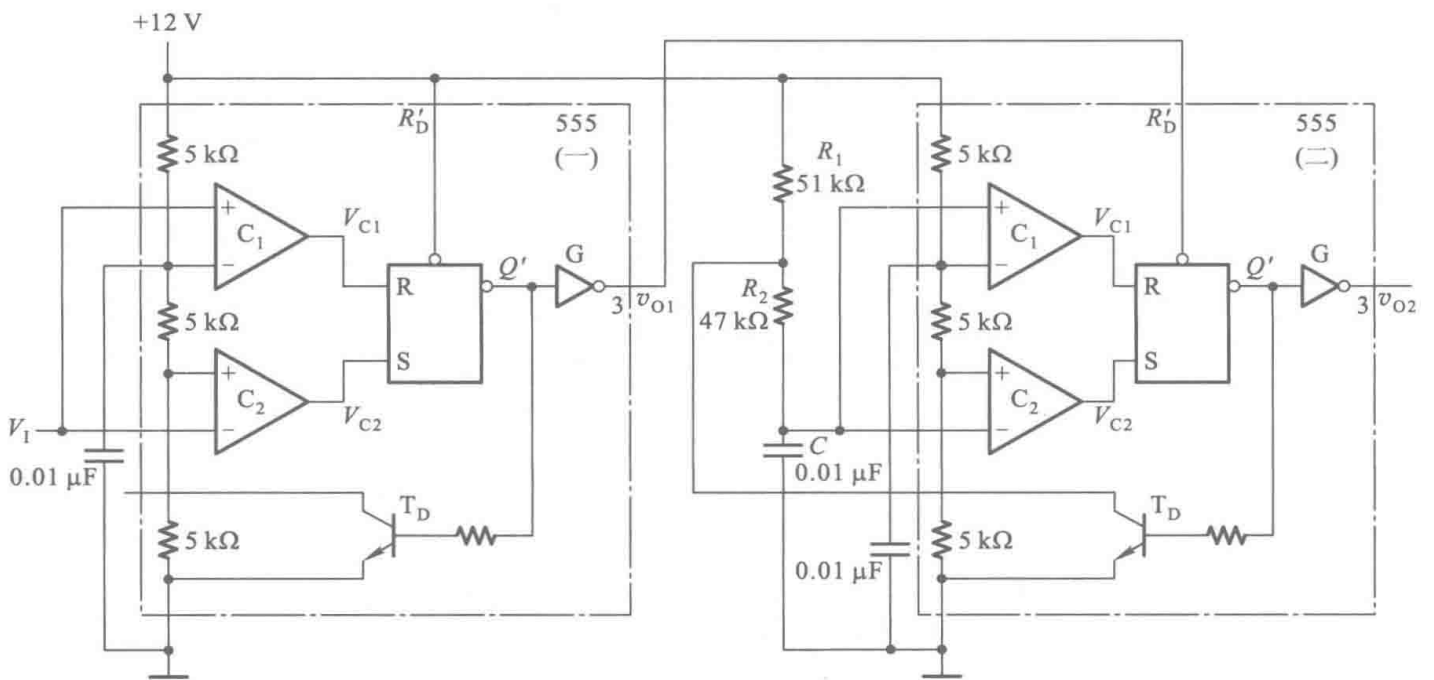 +12 V
R′D
555
(一)
5 kΩ
+
C1
−
VC1
R
Q′
G
3
vO1
5 kΩ
+
C2
−
VC2
S
VI
0.01 μF
TD
5 kΩ
R1
51 kΩ
R2
47 kΩ
C
0.01 μF
0.01 μF
R′D
555
(二)
5 kΩ
+
C1
−
VC1
R
Q′
G
3
vO2
5 kΩ
+
C2
−
VC2
S
TD
5 kΩ